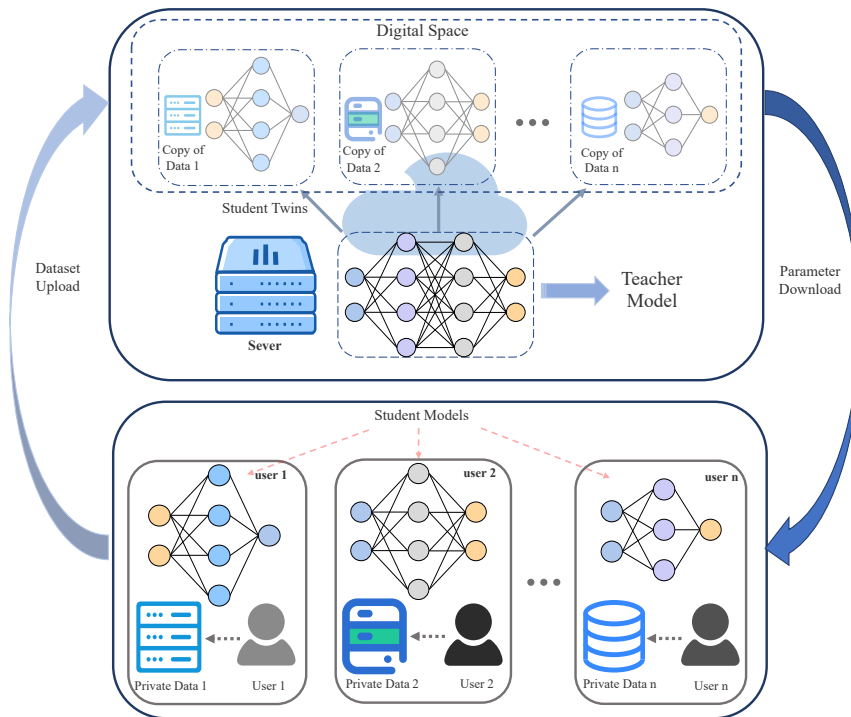 Digital Space
Copy of
Data 1
Copy of
Data 2
Copy of
Data n
Student Twins
Dataset
Upload
Sever
Teacher
Model
Parameter
Download
Student Models
user 1
user 2
user n
Private Data 1
User 1
Private Data 2
User 2
Private Data n
User n